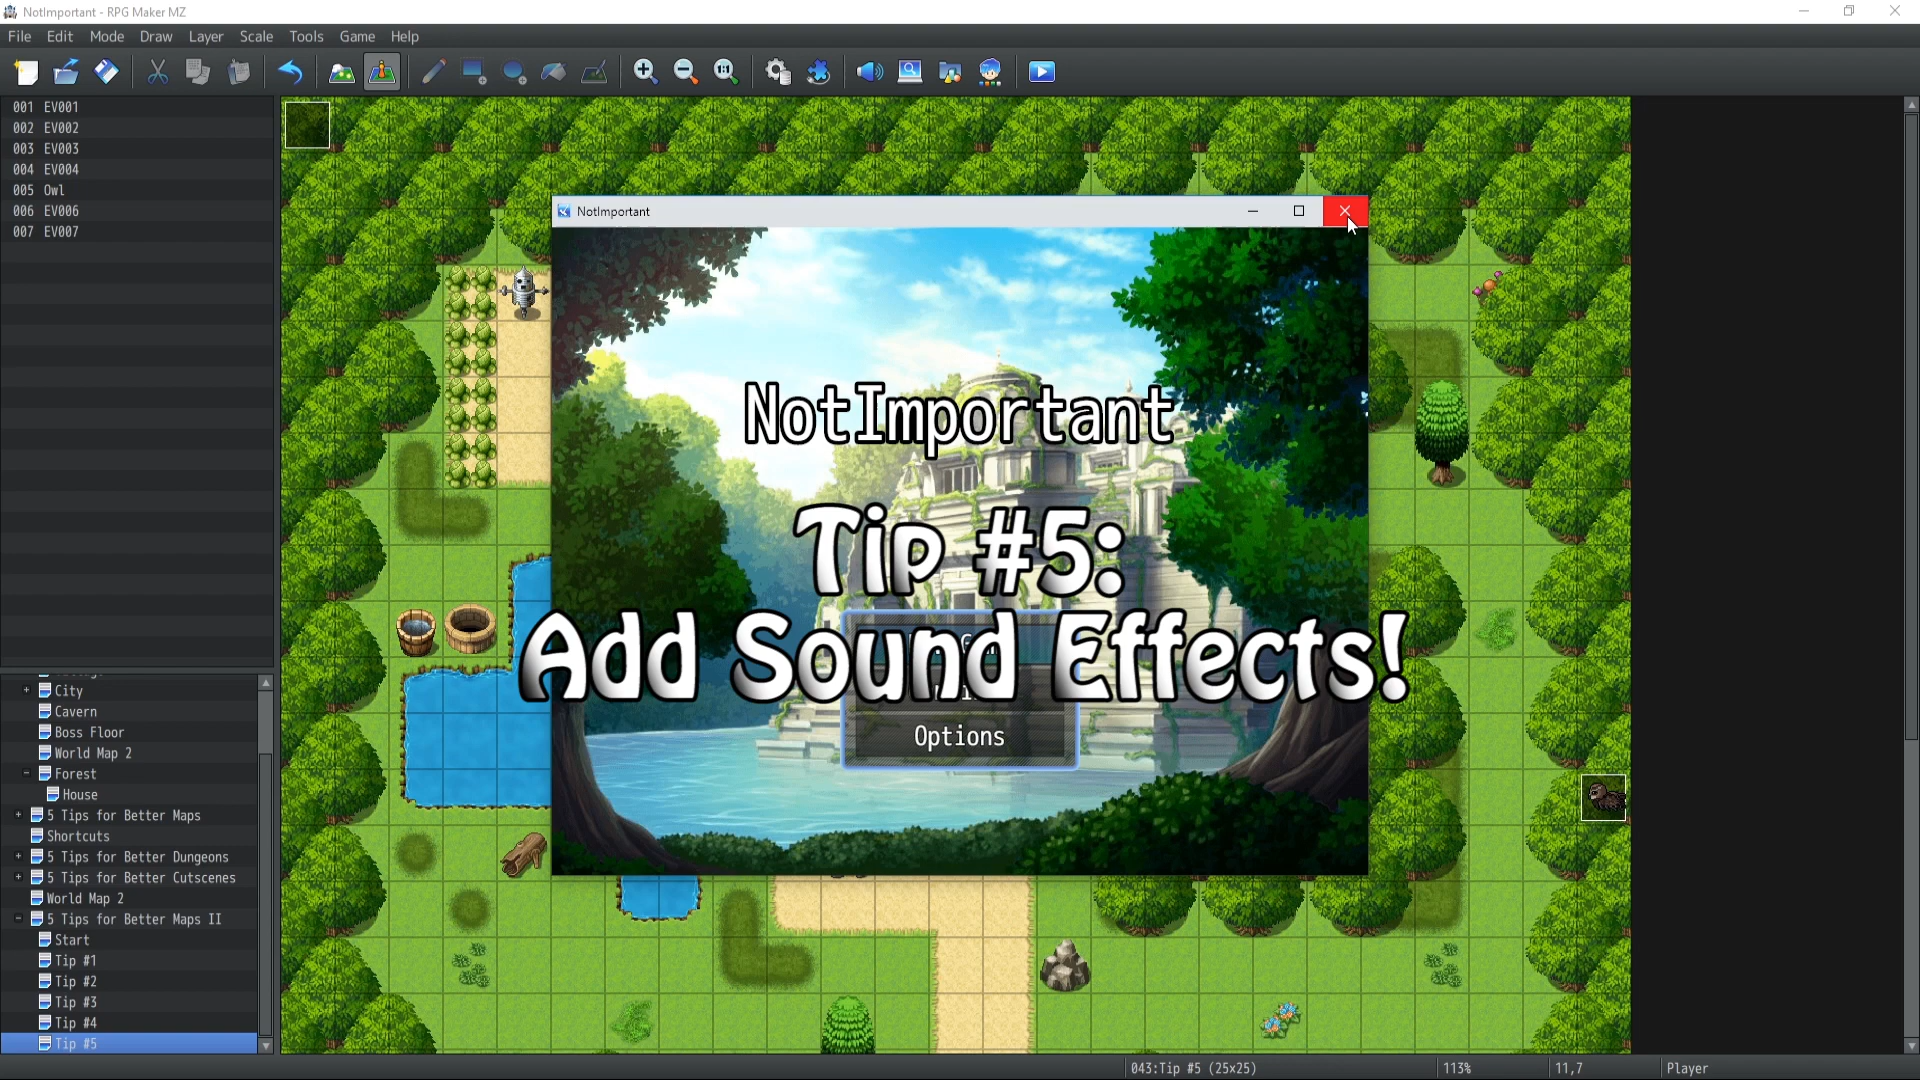 NotImportant - RPG Maker MZ
File Edit Mode Draw Layer Scale Tools Game Help
1:1
001 EV001
002 EV002
003 EV003
004 EV004
005 Owl
006 EV006
007 EV007
NotImportant
NotImportant
Tip #5:
Add Sound Effects!
Options
City
Cavern
Boss Floor
World Map 2
Forest
House
5 Tips for Better Maps
Shortcuts
5 Tips for Better Dungeons
5 Tips for Better Cutscenes
World Map 2
5 Tips for Better Maps II
Start
Tip #1
Tip #2
Tip #3
Tip #4
Tip #5
043:Tip #5 (25x25)
113%
11,7
Player